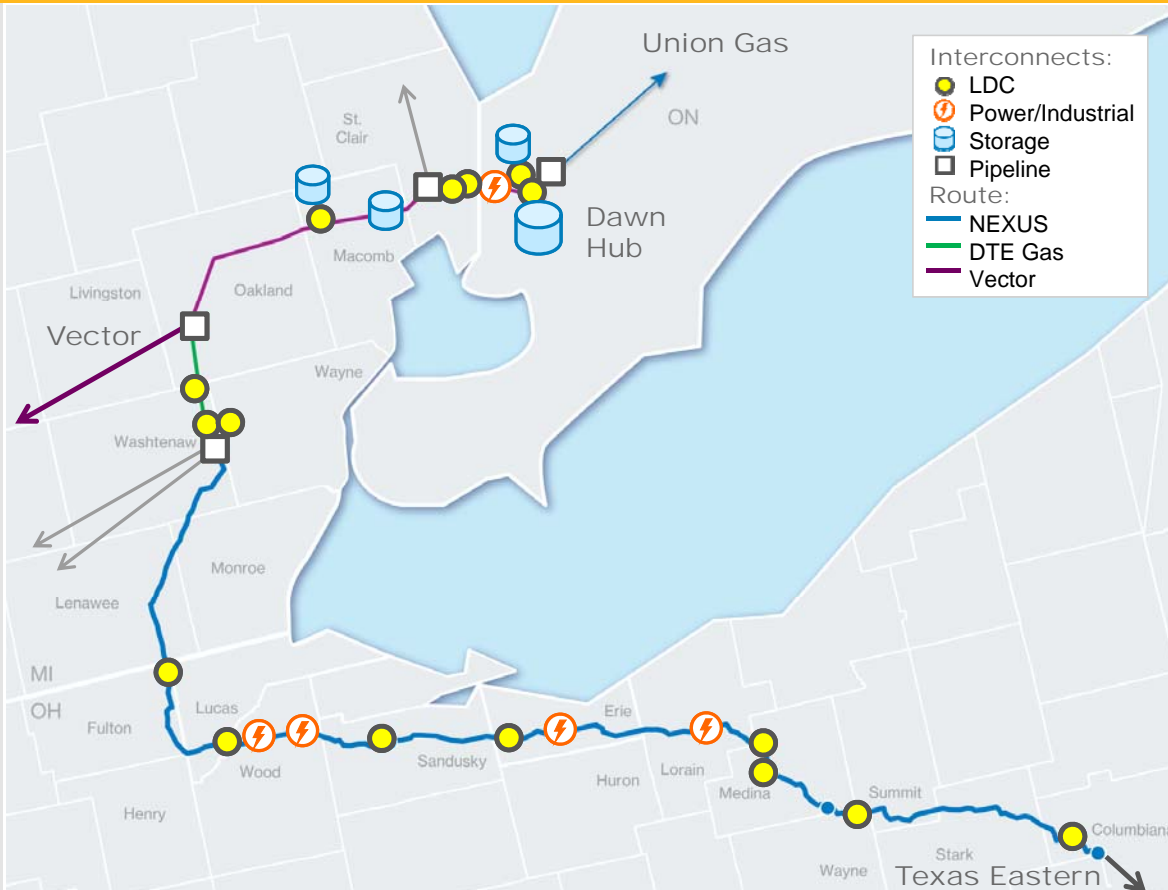 Union Gas
Interconnects:
LDC
Power/Industrial
Storage
Pipeline
Route:
NEXUS
DTE Gas
Vector
St.
Clair
ON
Dawn
Hub
Macomb
Livingston
Oakland
Vector
Wayne
Washtenaw
Monroe
Lenawee
MI
OH
Lucas
Fulton
Erie
Wood
Sandusky
Huron
Lorain
Medina
Summit
Henry
Columbiana
Wayne
Stark
Texas Eastern